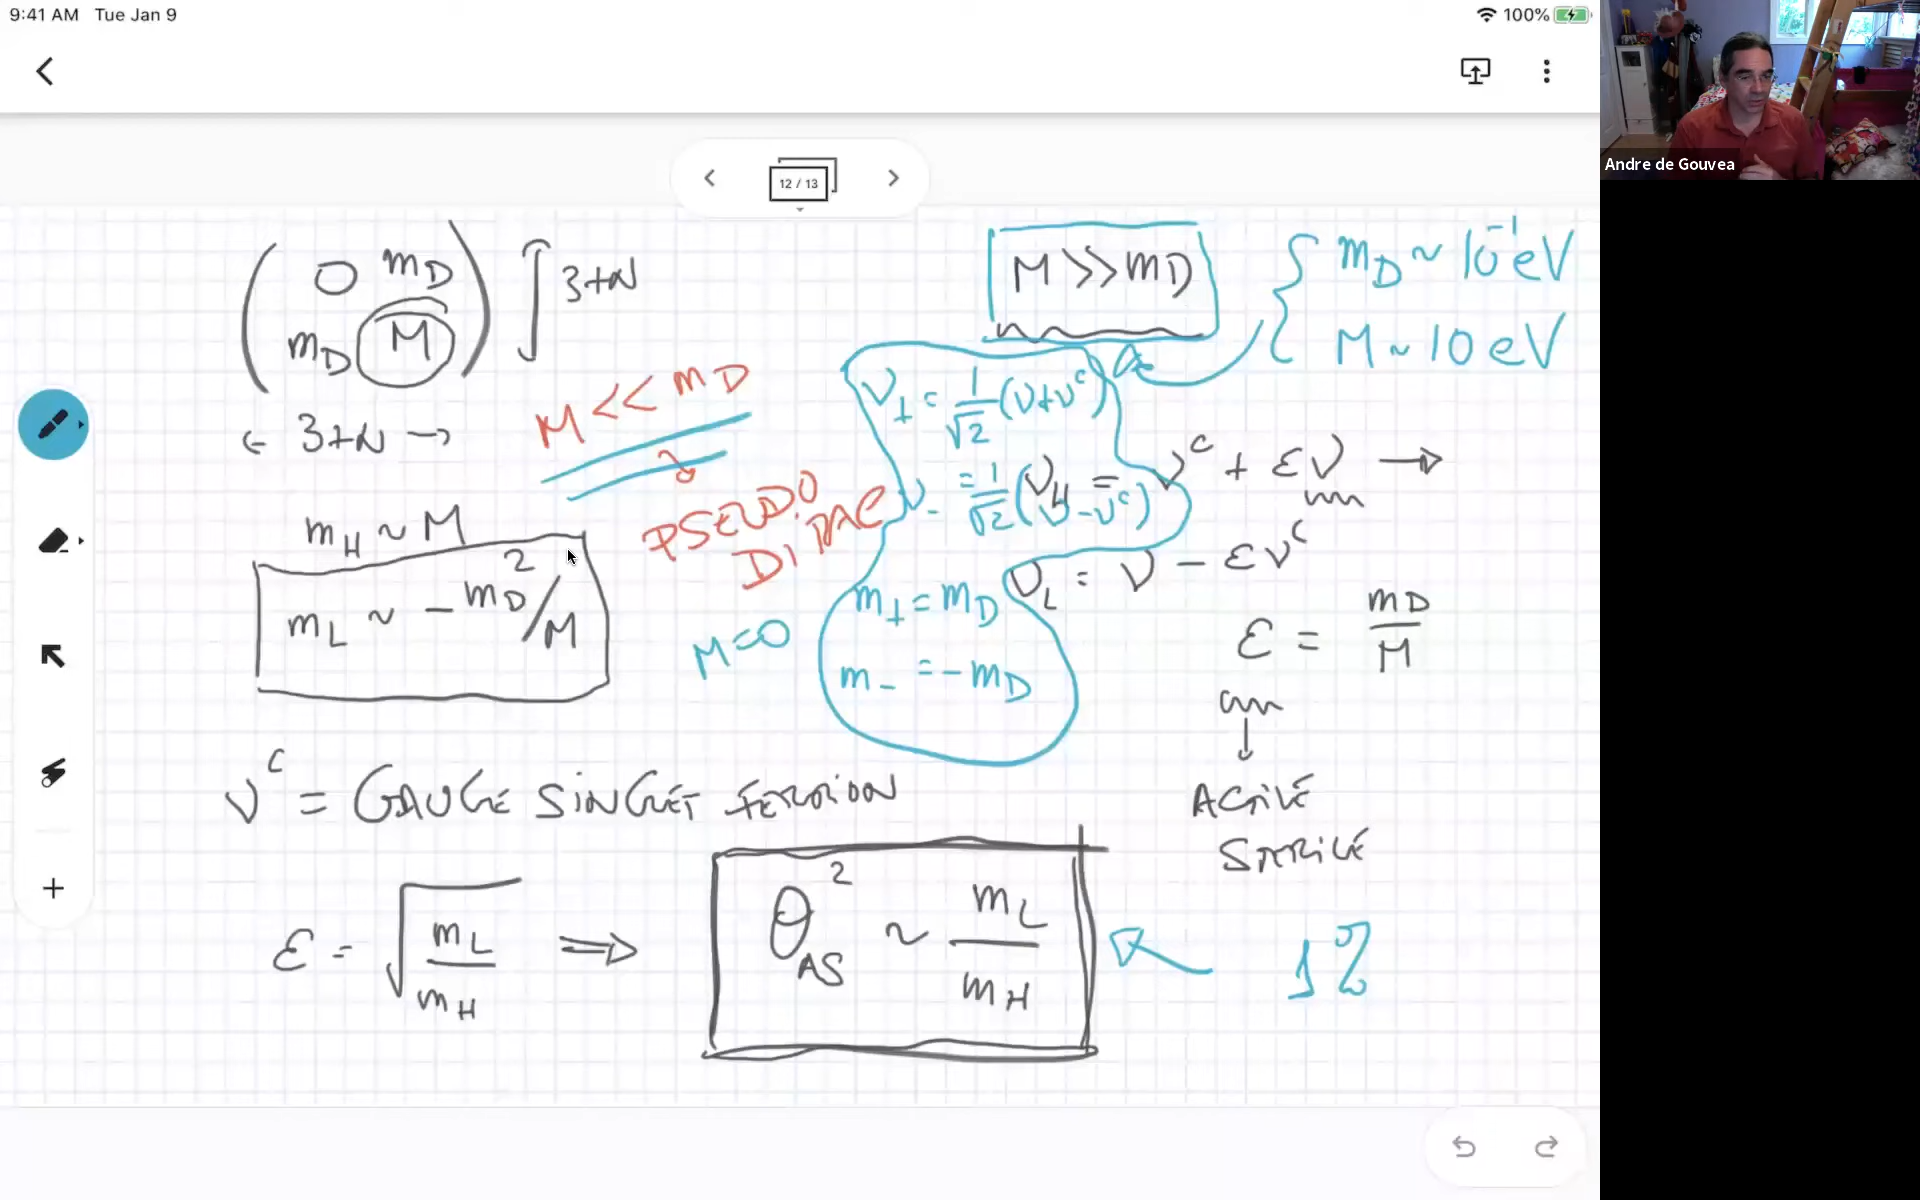 9:41 AM Tue Jan 9
100%
Andre de Gouvea
12 / 13
0 mD
mD M
3+N
← 3+N →
M >> mD
mD ~ 10⁻¹ eV
M ~ 10 eV
M << mD
PSEUDO
DIRAC
ν+ = 1/√2 (ν+ν^c)
ν- = 1/√2 (ν-ν^c)
νH = ν^c + εν →
νL = ν - εν^c
mH ~ M
mL ~ - mD²/M
M=0
m+ = mD
m- = -mD
ε = mD/M
ν^c = GAUGE SINGLET FERMION
ACTIVE
STERILE
ε = √(mL/mH) ⇒ θ²AS ~ mL/mH
1%